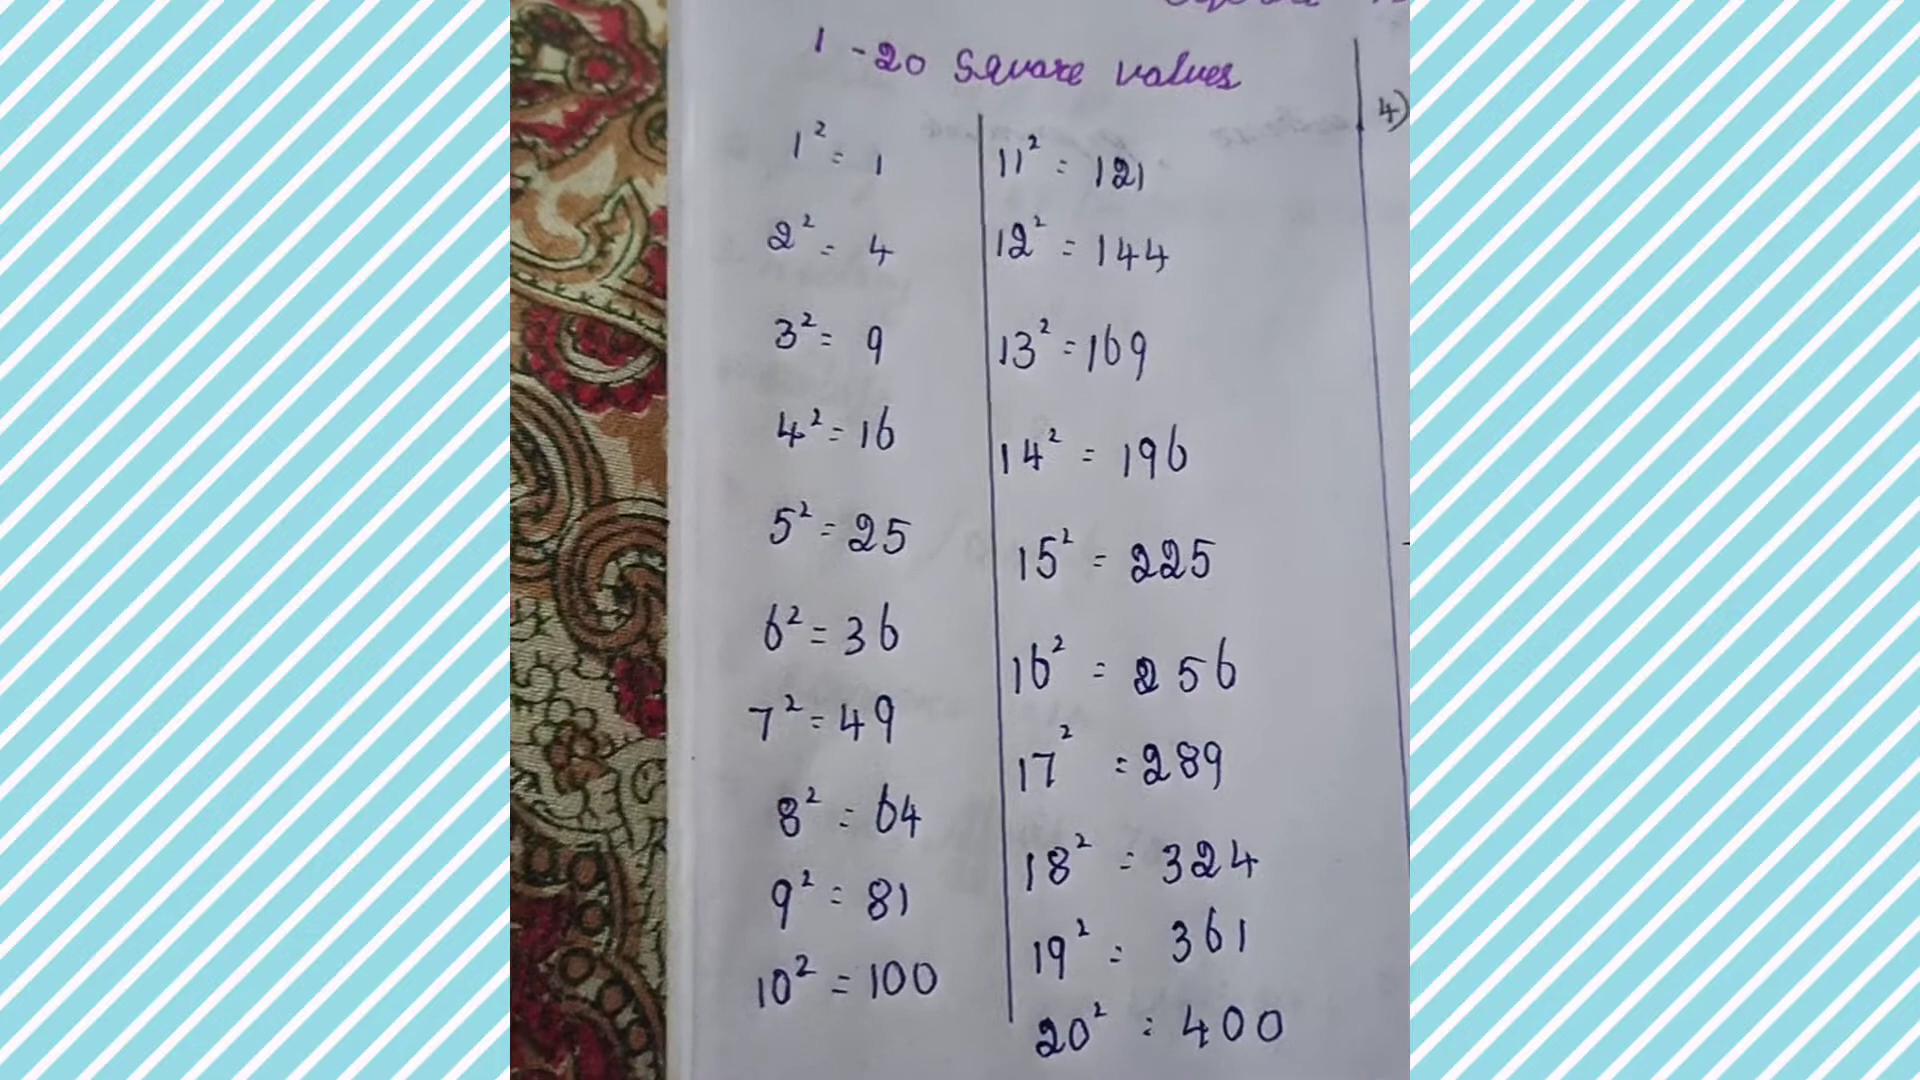 1 - 20 Square values
1² = 1
2² = 4
3² = 9
4² = 16
5² = 25
6² = 36
7² = 49
8² = 64
9² = 81
10² = 100
11² = 121
12² = 144
13² = 169
14² = 196
15² = 225
16² = 256
17² = 289
18² = 324
19² = 361
20² = 400
4)